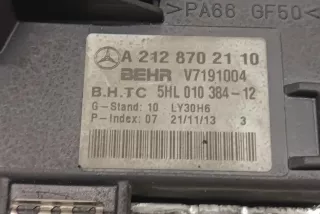 >PA66 GF50<
A 212 870 21 10
BEHR V7191004
B.H.TC 5HL 010 384-12
G-Stand: 10 LY30H6
P-Index: 07 21/11/13 3